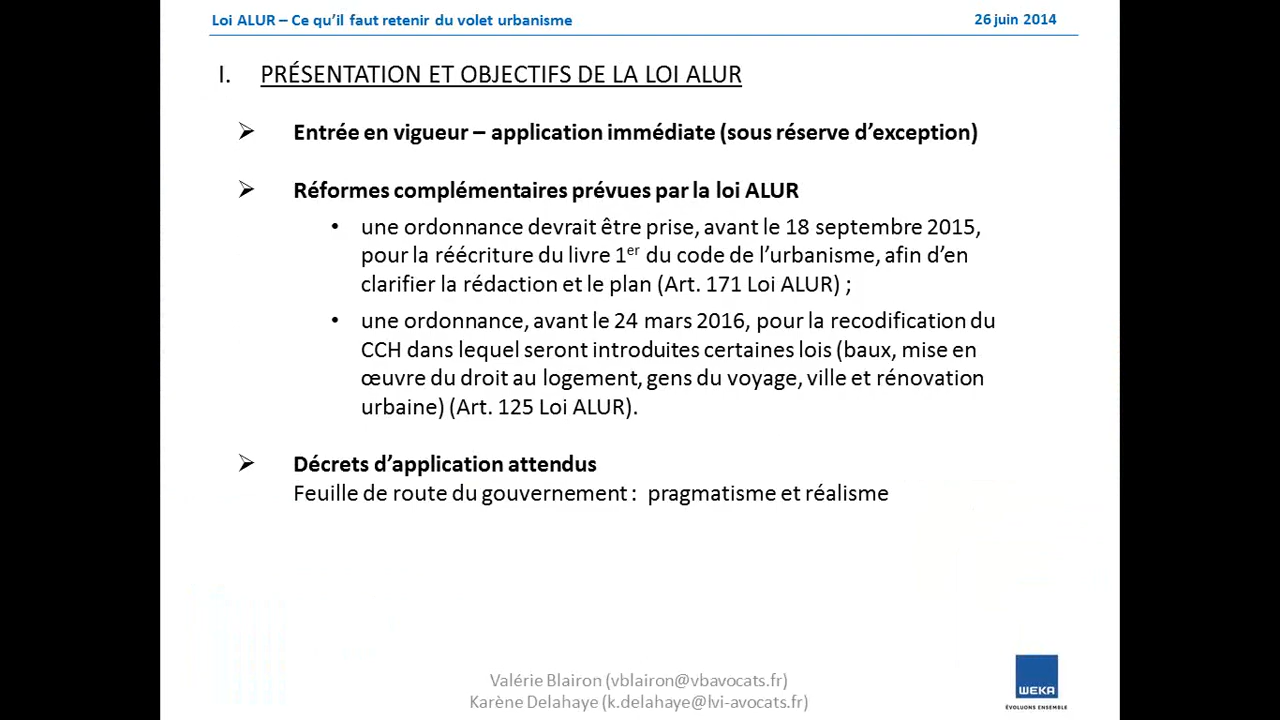 Loi ALUR – Ce qu'il faut retenir du volet urbanisme
26 juin 2014
I. PRÉSENTATION ET OBJECTIFS DE LA LOI ALUR
➢ Entrée en vigueur – application immédiate (sous réserve d'exception)
➢ Réformes complémentaires prévues par la loi ALUR
• une ordonnance devrait être prise, avant le 18 septembre 2015,
pour la réécriture du livre 1er du code de l'urbanisme, afin d'en
clarifier la rédaction et le plan (Art. 171 Loi ALUR) ;
• une ordonnance, avant le 24 mars 2016, pour la recodification du
CCH dans lequel seront introduites certaines lois (baux, mise en
œuvre du droit au logement, gens du voyage, ville et rénovation
urbaine) (Art. 125 Loi ALUR).
➢ Décrets d'application attendus
Feuille de route du gouvernement : pragmatisme et réalisme
Valérie Blairon (vblairon@vbavocats.fr)
Karène Delahaye (k.delahaye@lvi-avocats.fr)
WEKA
ÉVOLUONS ENSEMBLE